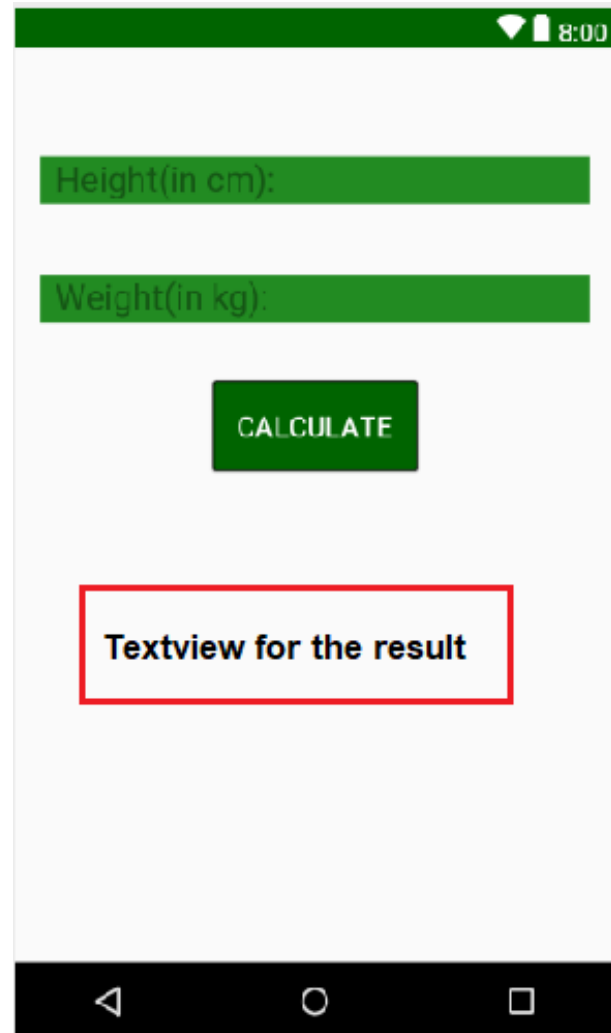 8:00
Height(in cm):
Weight(in kg):
CALCULATE
Textview for the result